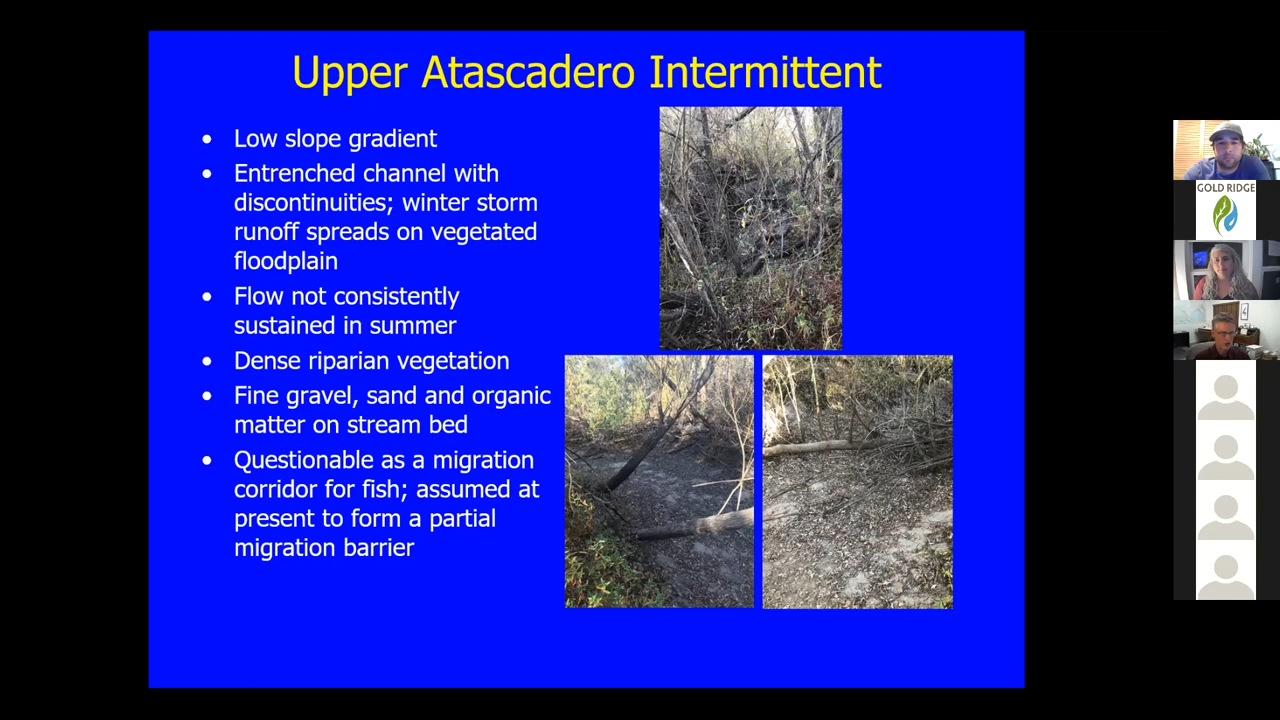 Upper Atascadero Intermittent
• Low slope gradient
• Entrenched channel with
discontinuities; winter storm
runoff spreads on vegetated
floodplain
• Flow not consistently
sustained in summer
• Dense riparian vegetation
• Fine gravel, sand and organic
matter on stream bed
• Questionable as a migration
corridor for fish; assumed at
present to form a partial
migration barrier
GOLD RIDGE